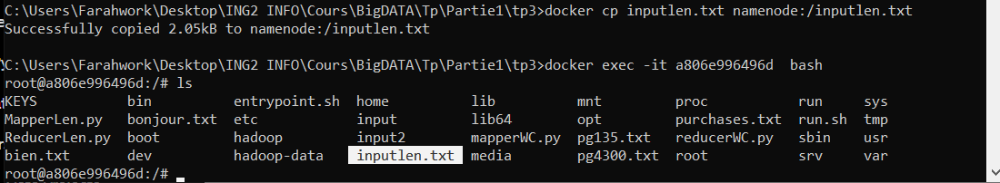 C:\Users\Farahwork\Desktop\ING2 INFO\Cours\BigDATA\Tp\Partie1\tp3>docker cp inputlen.txt namenode:/inputlen.txt
Successfully copied 2.05kB to namenode:/inputlen.txt
C:\Users\Farahwork\Desktop\ING2 INFO\Cours\BigDATA\Tp\Partie1\tp3>docker exec -it a806e996496d  bash
root@a806e996496d:/# ls
KEYS          bin          entrypoint.sh  home          lib          mnt         proc           run     sys
MapperLen.py  bonjour.txt  etc            input         lib64        opt         purchases.txt  run.sh  tmp
ReducerLen.py  boot         hadoop         input2        mapperWC.py  pg135.txt   reducerWC.py   sbin    usr
bien.txt      dev          hadoop-data    inputlen.txt  media        pg4300.txt  root           srv     var
root@a806e996496d:/#